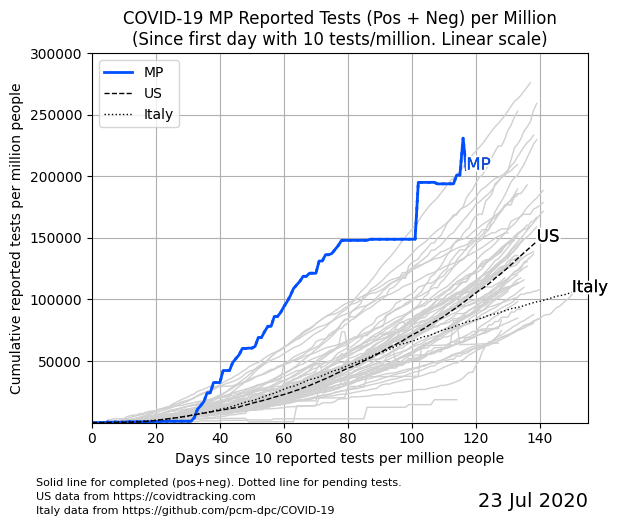 COVID-19 MP Reported Tests (Pos + Neg) per Million
(Since first day with 10 tests/million. Linear scale)
300000
250000
200000
150000
100000
50000
Cumulative reported tests per million people
MP
US
Italy
MP
US
Italy
0
20
40
60
80
100
120
140
Days since 10 reported tests per million people
Solid line for completed (pos+neg). Dotted line for pending tests.
US data from https://covidtracking.com
Italy data from https://github.com/pcm-dpc/COVID-19
23 Jul 2020